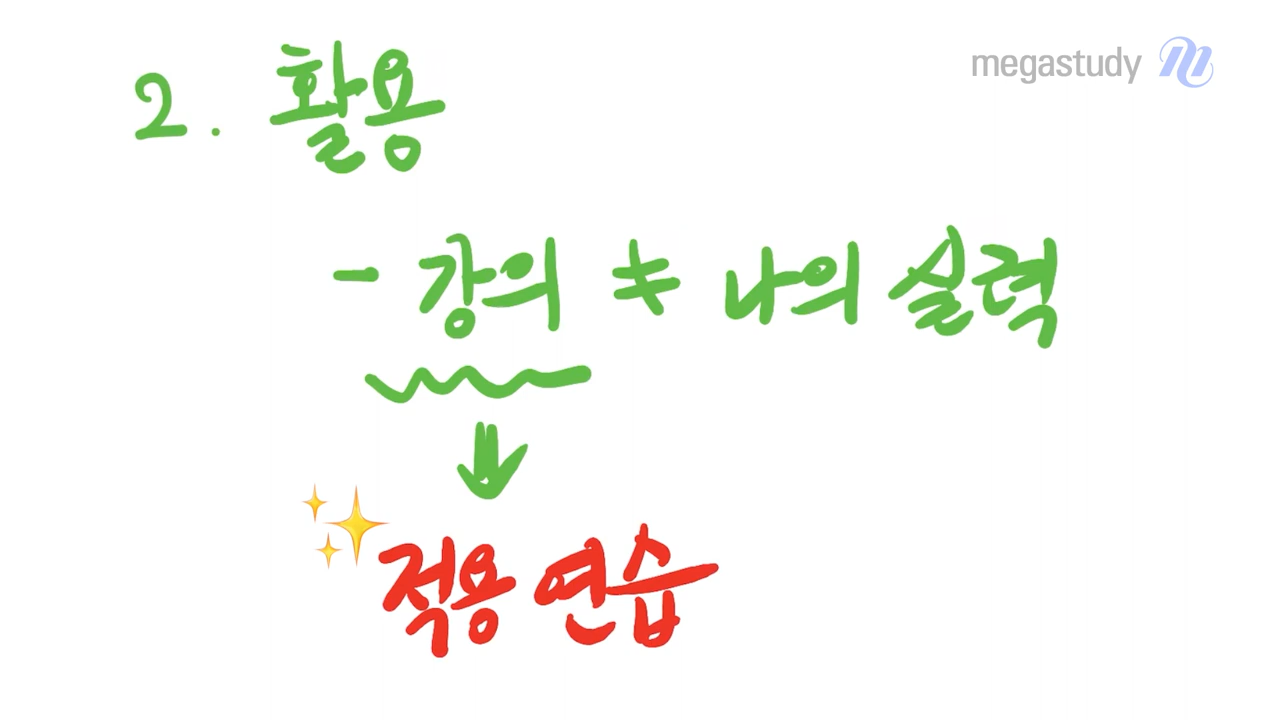 megastudy
2. 활용
- 강의 ≠ 나의 실력
적용 연습